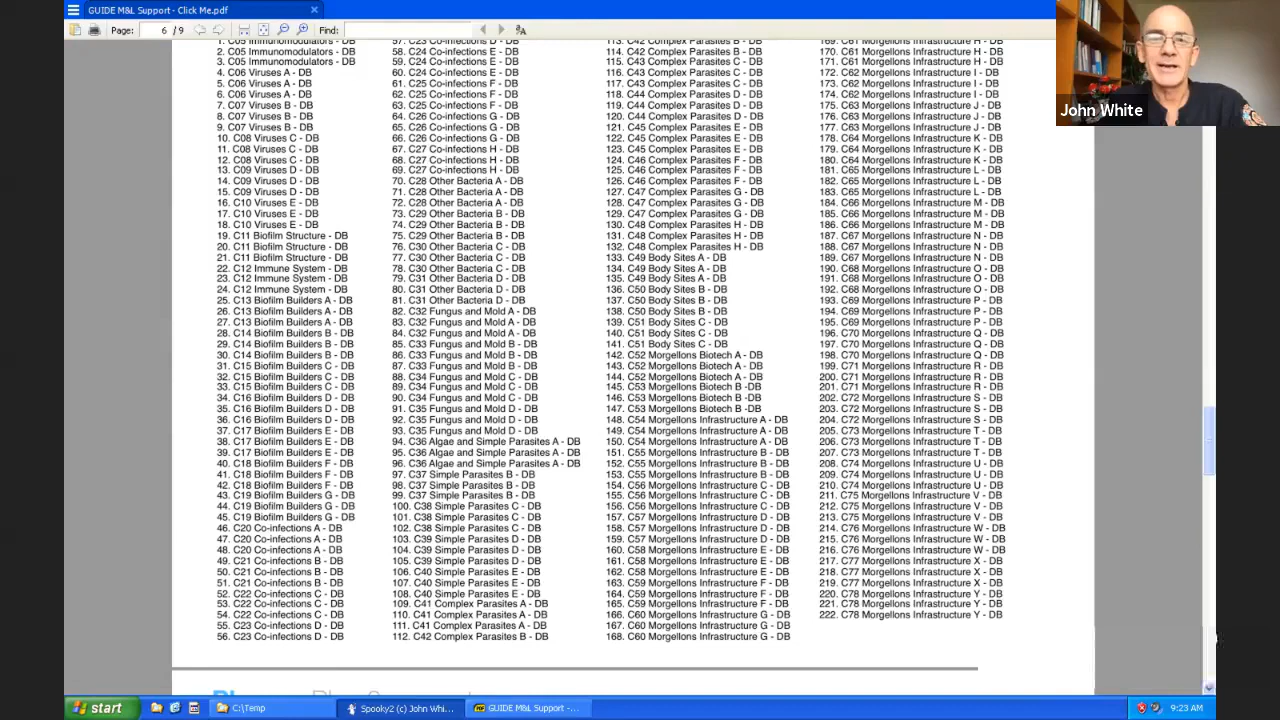 GUIDE M&L Support - Click Me.pdf
Page: 6 / 9 Find:
1. C05 Immunomodulators - DB
2. C05 Immunomodulators - DB
3. C05 Immunomodulators - DB
4. C06 Viruses A - DB
5. C06 Viruses A - DB
6. C06 Viruses A - DB
7. C07 Viruses B - DB
8. C07 Viruses B - DB
9. C07 Viruses B - DB
10. C08 Viruses C - DB
11. C08 Viruses C - DB
12. C08 Viruses C - DB
13. C09 Viruses D - DB
14. C09 Viruses D - DB
15. C09 Viruses D - DB
16. C10 Viruses E - DB
17. C10 Viruses E - DB
18. C10 Viruses E - DB
19. C11 Biofilm Structure - DB
20. C11 Biofilm Structure - DB
21. C11 Biofilm Structure - DB
22. C12 Immune System - DB
23. C12 Immune System - DB
24. C12 Immune System - DB
25. C13 Biofilm Builders A - DB
26. C13 Biofilm Builders A - DB
27. C13 Biofilm Builders A - DB
28. C14 Biofilm Builders B - DB
29. C14 Biofilm Builders B - DB
30. C14 Biofilm Builders B - DB
31. C15 Biofilm Builders C - DB
32. C15 Biofilm Builders C - DB
33. C15 Biofilm Builders C - DB
34. C16 Biofilm Builders D - DB
35. C16 Biofilm Builders D - DB
36. C16 Biofilm Builders D - DB
37. C17 Biofilm Builders E - DB
38. C17 Biofilm Builders E - DB
39. C17 Biofilm Builders E - DB
40. C18 Biofilm Builders F - DB
41. C18 Biofilm Builders F - DB
42. C18 Biofilm Builders F - DB
43. C19 Biofilm Builders G - DB
44. C19 Biofilm Builders G - DB
45. C19 Biofilm Builders G - DB
46. C20 Co-infections A - DB
47. C20 Co-infections A - DB
48. C20 Co-infections A - DB
49. C21 Co-infections B - DB
50. C21 Co-infections B - DB
51. C21 Co-infections B - DB
52. C22 Co-infections C - DB
53. C22 Co-infections C - DB
54. C22 Co-infections C - DB
55. C23 Co-infections D - DB
56. C23 Co-infections D - DB
57. C23 Co-infections D - DB
58. C24 Co-infections E - DB
59. C24 Co-infections E - DB
60. C24 Co-infections E - DB
61. C25 Co-infections F - DB
62. C25 Co-infections F - DB
63. C25 Co-infections F - DB
64. C26 Co-infections G - DB
65. C26 Co-infections G - DB
66. C26 Co-infections G - DB
67. C27 Co-infections H - DB
68. C27 Co-infections H - DB
69. C27 Co-infections H - DB
70. C28 Other Bacteria A - DB
71. C28 Other Bacteria A - DB
72. C28 Other Bacteria A - DB
73. C29 Other Bacteria B - DB
74. C29 Other Bacteria B - DB
75. C29 Other Bacteria B - DB
76. C30 Other Bacteria C - DB
77. C30 Other Bacteria C - DB
78. C30 Other Bacteria C - DB
79. C31 Other Bacteria D - DB
80. C31 Other Bacteria D - DB
81. C31 Other Bacteria D - DB
82. C32 Fungus and Mold A - DB
83. C32 Fungus and Mold A - DB
84. C32 Fungus and Mold A - DB
85. C33 Fungus and Mold B - DB
86. C33 Fungus and Mold B - DB
87. C33 Fungus and Mold B - DB
88. C34 Fungus and Mold C - DB
89. C34 Fungus and Mold C - DB
90. C34 Fungus and Mold C - DB
91. C35 Fungus and Mold D - DB
92. C35 Fungus and Mold D - DB
93. C35 Fungus and Mold D - DB
94. C36 Algae and Simple Parasites A - DB
95. C36 Algae and Simple Parasites A - DB
96. C36 Algae and Simple Parasites A - DB
97. C37 Simple Parasites B - DB
98. C37 Simple Parasites B - DB
99. C37 Simple Parasites B - DB
100. C38 Simple Parasites C - DB
101. C38 Simple Parasites C - DB
102. C38 Simple Parasites C - DB
103. C39 Simple Parasites D - DB
104. C39 Simple Parasites D - DB
105. C39 Simple Parasites D - DB
106. C40 Simple Parasites E - DB
107. C40 Simple Parasites E - DB
108. C40 Simple Parasites E - DB
109. C41 Complex Parasites A - DB
110. C41 Complex Parasites A - DB
111. C41 Complex Parasites A - DB
112. C42 Complex Parasites B - DB
113. C42 Complex Parasites B - DB
114. C42 Complex Parasites B - DB
115. C43 Complex Parasites C - DB
116. C43 Complex Parasites C - DB
117. C43 Complex Parasites C - DB
118. C44 Complex Parasites D - DB
119. C44 Complex Parasites D - DB
120. C44 Complex Parasites D - DB
121. C45 Complex Parasites E - DB
122. C45 Complex Parasites E - DB
123. C45 Complex Parasites E - DB
124. C46 Complex Parasites F - DB
125. C46 Complex Parasites F - DB
126. C46 Complex Parasites F - DB
127. C47 Complex Parasites G - DB
128. C47 Complex Parasites G - DB
129. C47 Complex Parasites G - DB
130. C48 Complex Parasites H - DB
131. C48 Complex Parasites H - DB
132. C48 Complex Parasites H - DB
133. C49 Body Sites A - DB
134. C49 Body Sites A - DB
135. C49 Body Sites A - DB
136. C50 Body Sites B - DB
137. C50 Body Sites B - DB
138. C50 Body Sites B - DB
139. C51 Body Sites C - DB
140. C51 Body Sites C - DB
141. C51 Body Sites C - DB
142. C52 Morgellons Biotech A - DB
143. C52 Morgellons Biotech A - DB
144. C52 Morgellons Biotech A - DB
145. C53 Morgellons Biotech B -DB
146. C53 Morgellons Biotech B -DB
147. C53 Morgellons Biotech B -DB
148. C54 Morgellons Infrastructure A - DB
149. C54 Morgellons Infrastructure A - DB
150. C54 Morgellons Infrastructure A - DB
151. C55 Morgellons Infrastructure B - DB
152. C55 Morgellons Infrastructure B - DB
153. C55 Morgellons Infrastructure B - DB
154. C56 Morgellons Infrastructure C - DB
155. C56 Morgellons Infrastructure C - DB
156. C56 Morgellons Infrastructure C - DB
157. C57 Morgellons Infrastructure D - DB
158. C57 Morgellons Infrastructure D - DB
159. C57 Morgellons Infrastructure D - DB
160. C58 Morgellons Infrastructure E - DB
161. C58 Morgellons Infrastructure E - DB
162. C58 Morgellons Infrastructure E - DB
163. C59 Morgellons Infrastructure F - DB
164. C59 Morgellons Infrastructure F - DB
165. C59 Morgellons Infrastructure F - DB
166. C60 Morgellons Infrastructure G - DB
167. C60 Morgellons Infrastructure G - DB
168. C60 Morgellons Infrastructure G - DB
169. C61 Morgellons Infrastructure H - DB
170. C61 Morgellons Infrastructure H - DB
171. C61 Morgellons Infrastructure H - DB
172. C62 Morgellons Infrastructure I - DB
173. C62 Morgellons Infrastructure I - DB
174. C62 Morgellons Infrastructure I - DB
175. C63 Morgellons Infrastructure J - DB
176. C63 Morgellons Infrastructure J - DB
177. C63 Morgellons Infrastructure J - DB
178. C64 Morgellons Infrastructure K - DB
179. C64 Morgellons Infrastructure K - DB
180. C64 Morgellons Infrastructure K - DB
181. C65 Morgellons Infrastructure L - DB
182. C65 Morgellons Infrastructure L - DB
183. C65 Morgellons Infrastructure L - DB
184. C66 Morgellons Infrastructure M - DB
185. C66 Morgellons Infrastructure M - DB
186. C66 Morgellons Infrastructure M - DB
187. C67 Morgellons Infrastructure N - DB
188. C67 Morgellons Infrastructure N - DB
189. C67 Morgellons Infrastructure N - DB
190. C68 Morgellons Infrastructure O - DB
191. C68 Morgellons Infrastructure O - DB
192. C68 Morgellons Infrastructure O - DB
193. C69 Morgellons Infrastructure P - DB
194. C69 Morgellons Infrastructure P - DB
195. C69 Morgellons Infrastructure P - DB
196. C70 Morgellons Infrastructure Q - DB
197. C70 Morgellons Infrastructure Q - DB
198. C70 Morgellons Infrastructure Q - DB
199. C71 Morgellons Infrastructure R - DB
200. C71 Morgellons Infrastructure R - DB
201. C71 Morgellons Infrastructure R - DB
202. C72 Morgellons Infrastructure S - DB
203. C72 Morgellons Infrastructure S - DB
204. C72 Morgellons Infrastructure S - DB
205. C73 Morgellons Infrastructure T - DB
206. C73 Morgellons Infrastructure T - DB
207. C73 Morgellons Infrastructure T - DB
208. C74 Morgellons Infrastructure U - DB
209. C74 Morgellons Infrastructure U - DB
210. C74 Morgellons Infrastructure U - DB
211. C75 Morgellons Infrastructure V - DB
212. C75 Morgellons Infrastructure V - DB
213. C75 Morgellons Infrastructure V - DB
214. C76 Morgellons Infrastructure W - DB
215. C76 Morgellons Infrastructure W - DB
216. C76 Morgellons Infrastructure W - DB
217. C77 Morgellons Infrastructure X - DB
218. C77 Morgellons Infrastructure X - DB
219. C77 Morgellons Infrastructure X - DB
220. C78 Morgellons Infrastructure Y - DB
221. C78 Morgellons Infrastructure Y - DB
222. C78 Morgellons Infrastructure Y - DB
John White
start C:\Temp Spooky2 (c) John Whi... GUIDE M&L Support -... 9:23 AM